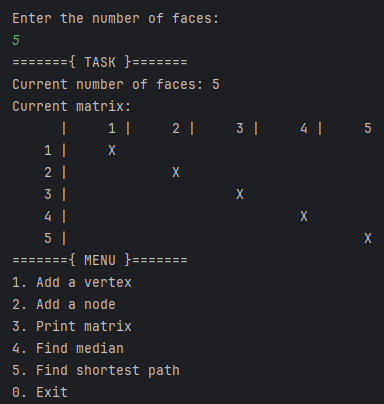 Enter the number of faces:
5
======={ TASK }=======
Current number of faces: 5
Current matrix:
      |     1 |     2 |     3 |     4 |     5
    1 |     X
    2 |             X
    3 |                     X
    4 |                             X
    5 |                                     X
======={ MENU }=======
1. Add a vertex
2. Add a node
3. Print matrix
4. Find median
5. Find shortest path
0. Exit